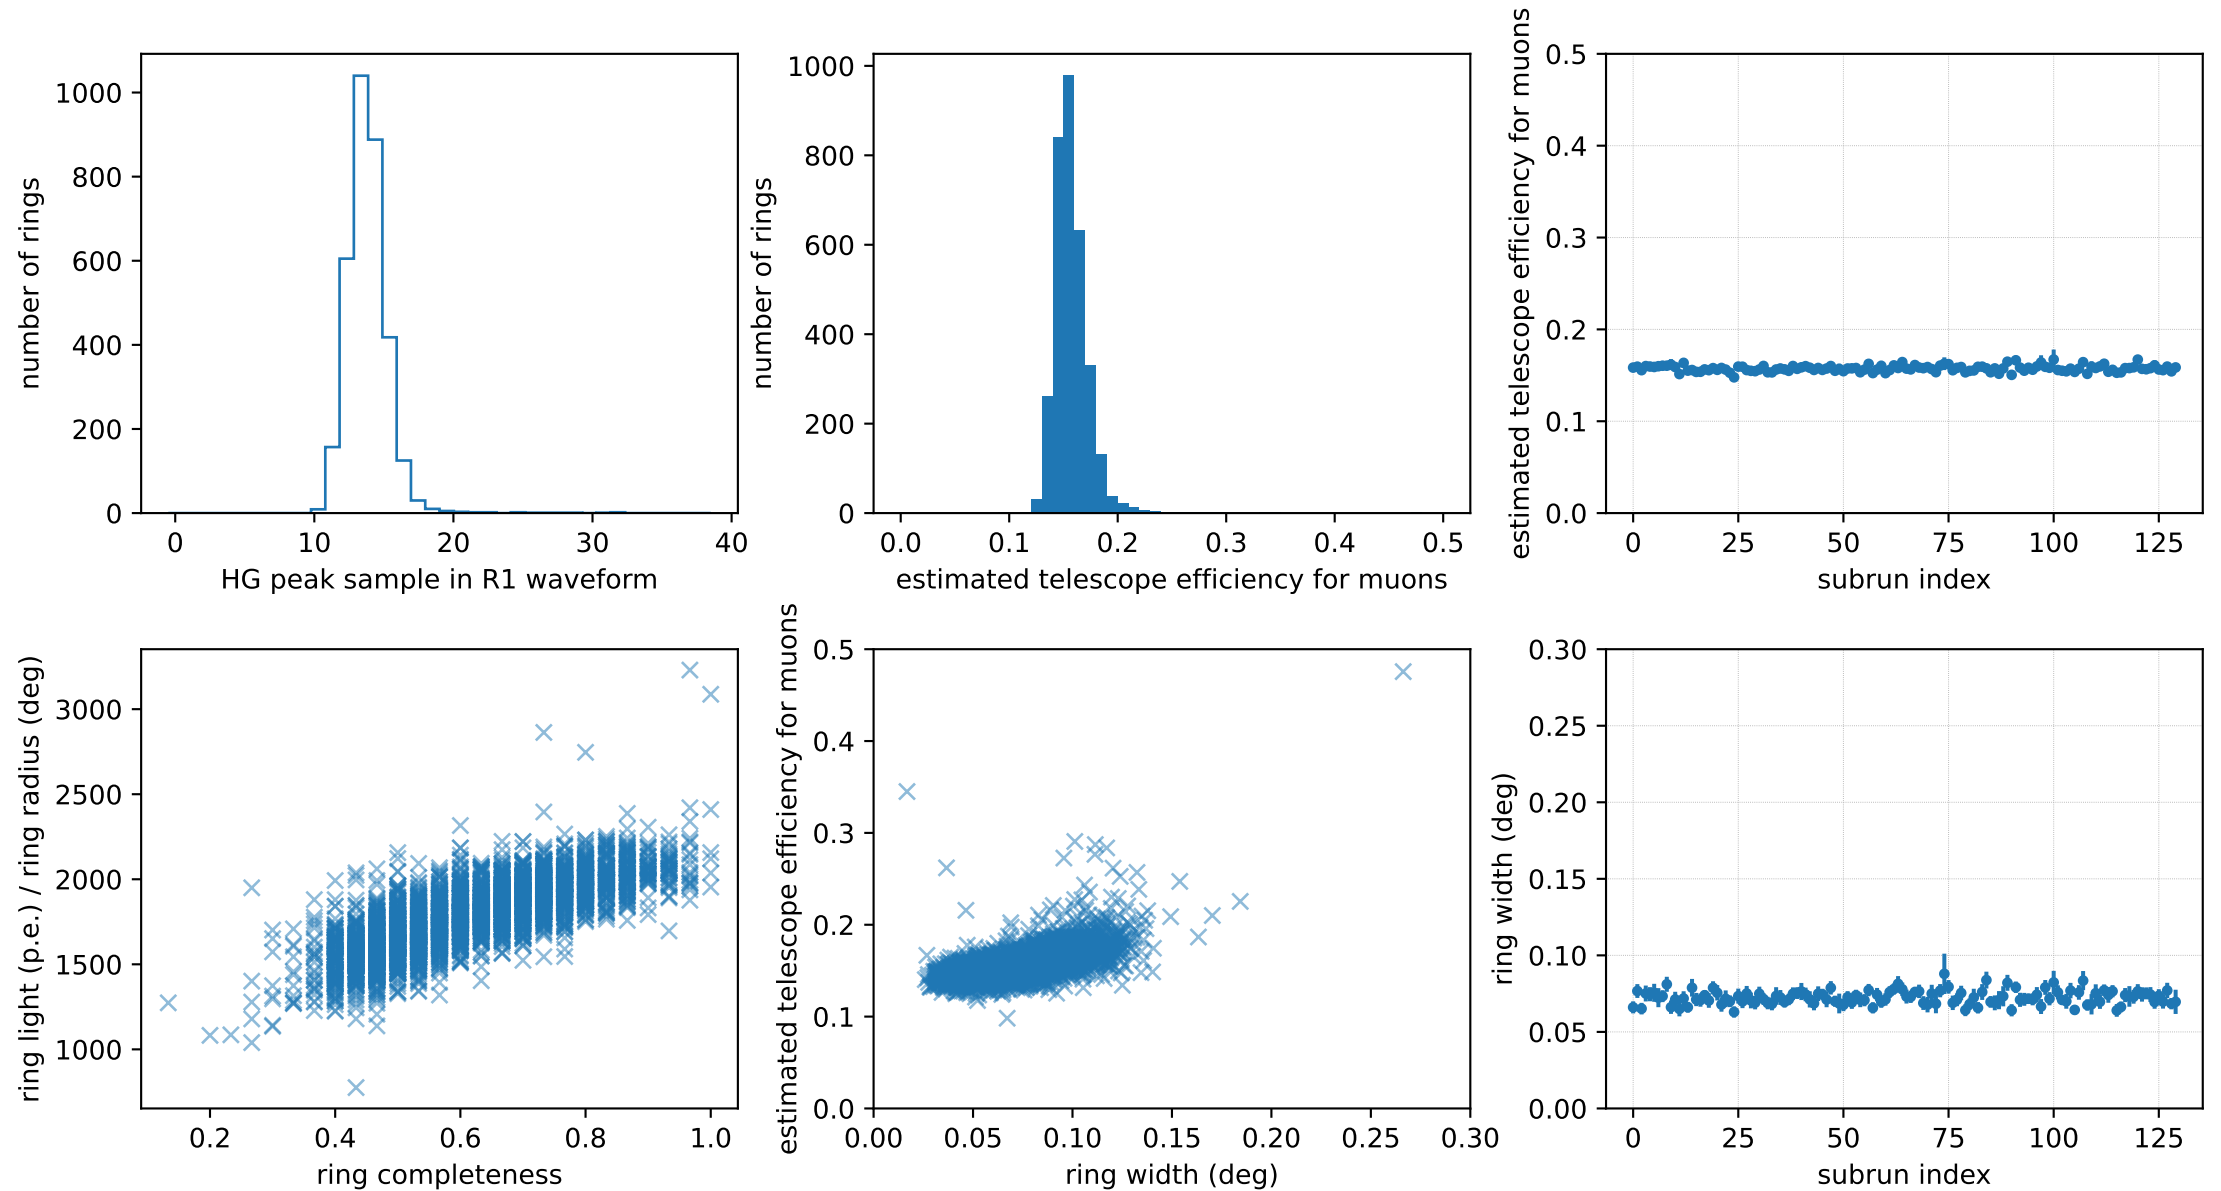 1000
800
600
400
200
0
number of rings
0 10 20 30 40
HG peak sample in R1 waveform
1000
800
600
400
200
0
number of rings
0.0 0.1 0.2 0.3 0.4 0.5
estimated telescope efficiency for muons
0.5
0.4
0.3
0.2
0.1
0.0
estimated telescope efficiency for muons
0 25 50 75 100 125
subrun index
3000
2500
2000
1500
1000
ring light (p.e.) / ring radius (deg)
0.2 0.4 0.6 0.8 1.0
ring completeness
0.5
0.4
0.3
0.2
0.1
0.0
estimated telescope efficiency for muons
0.00 0.05 0.10 0.15 0.20 0.25 0.30
ring width (deg)
0.30
0.25
0.20
0.15
0.10
0.05
0.00
ring width (deg)
0 25 50 75 100 125
subrun index